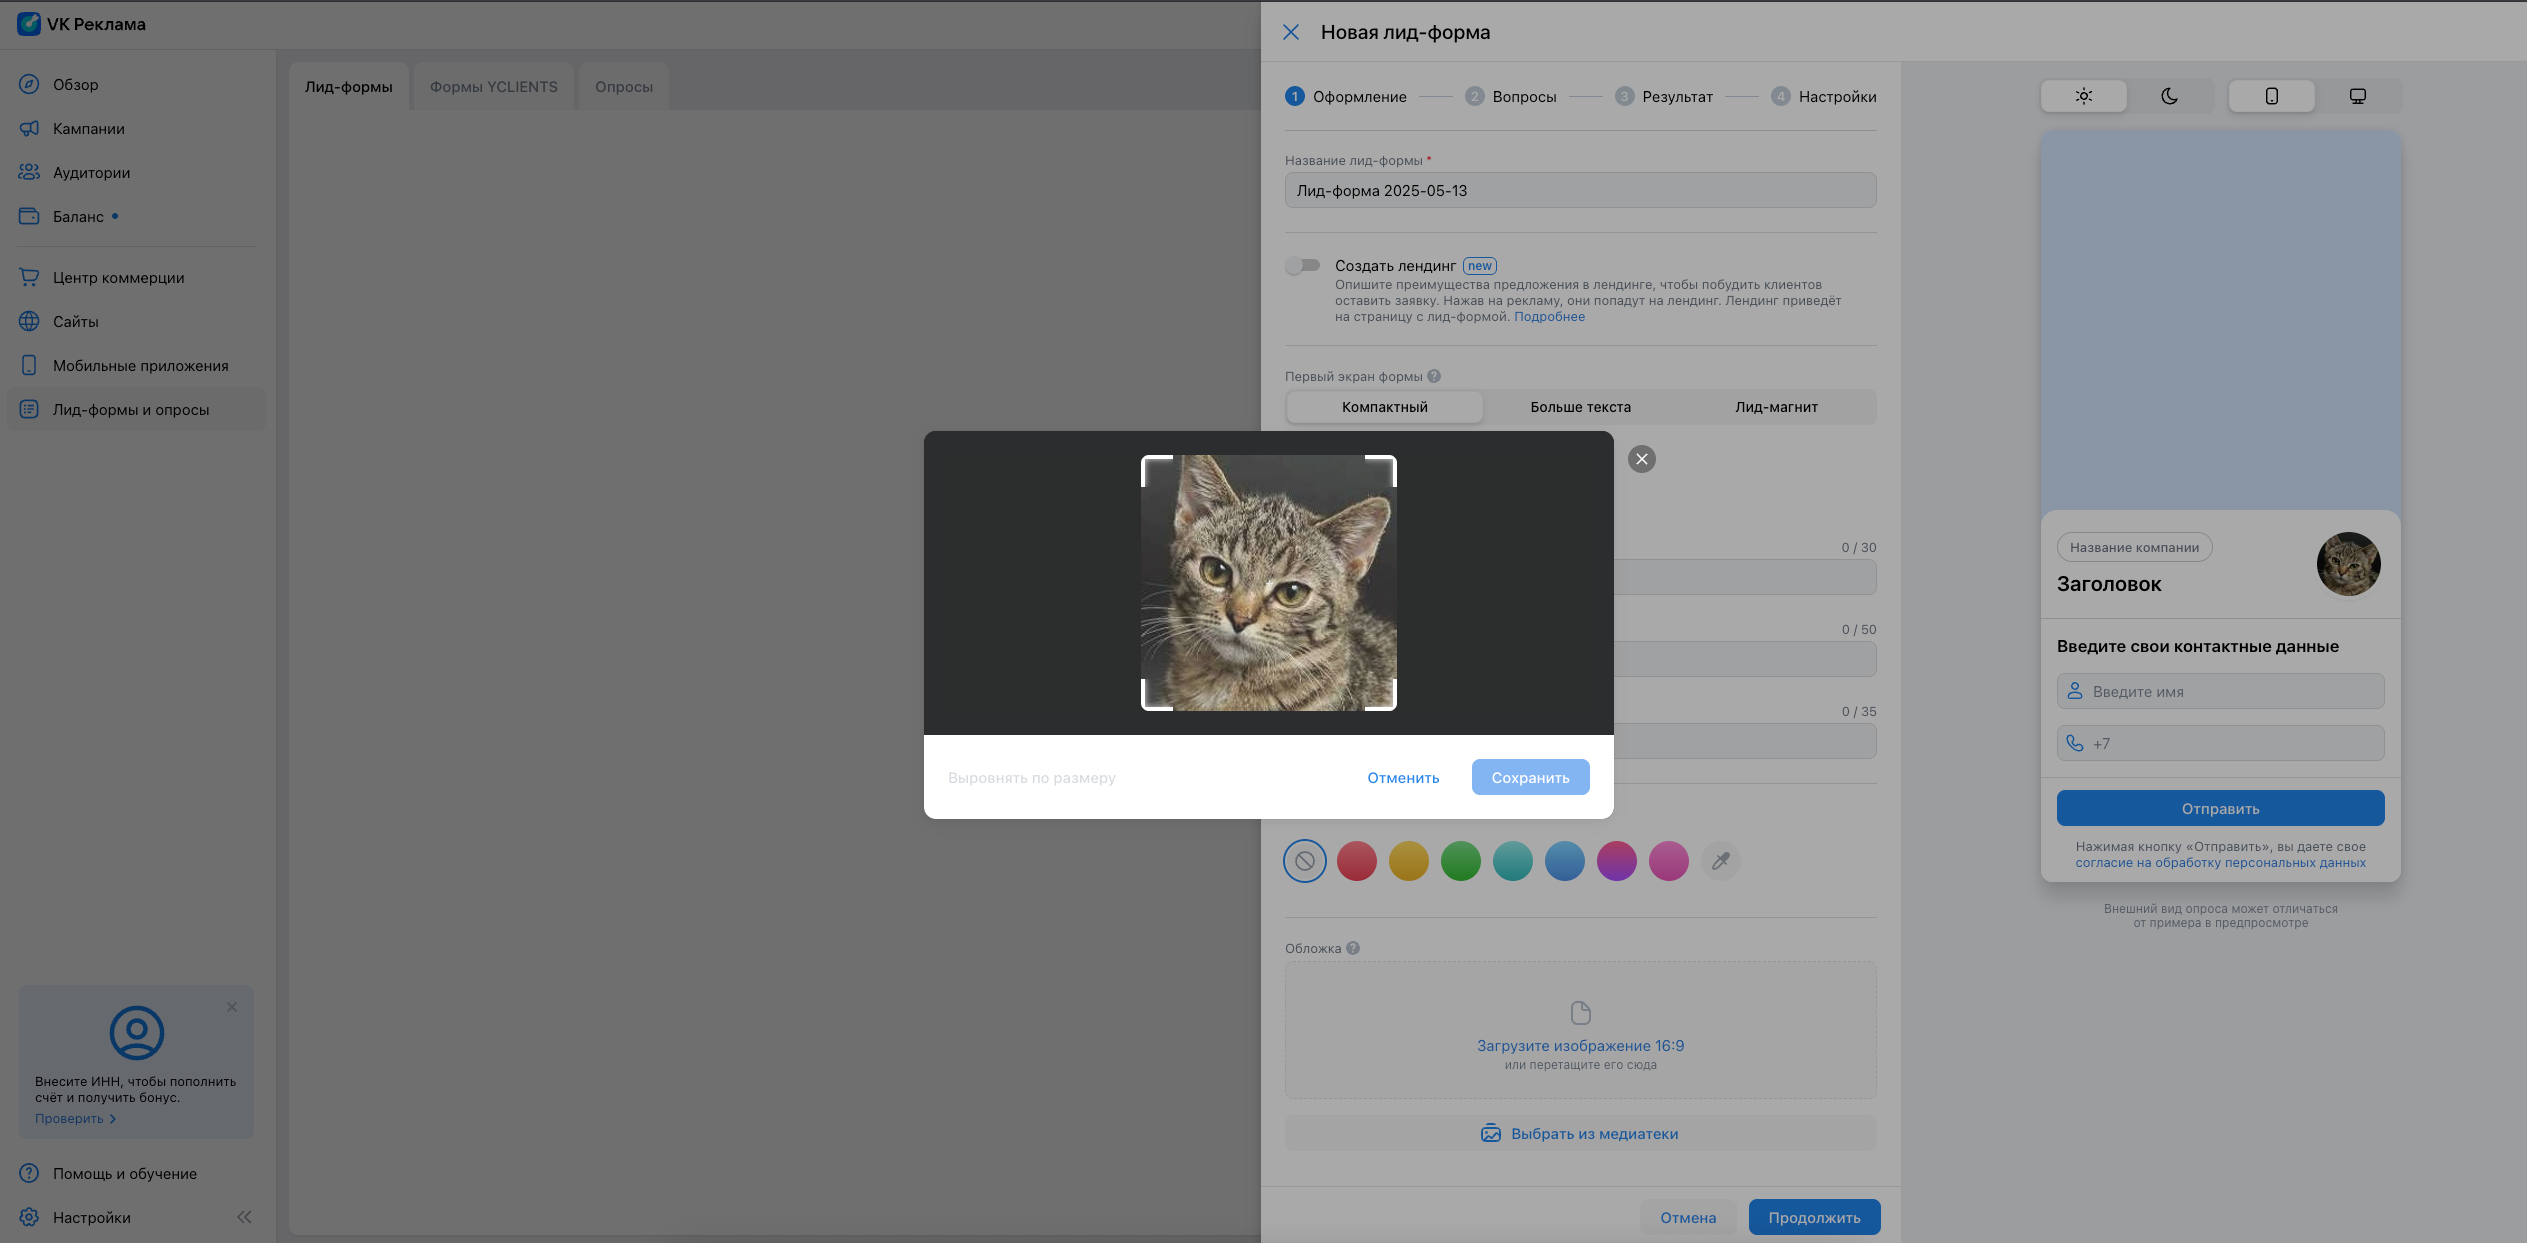 VK Реклама
Обзор
Кампании
Аудитории
Баланс
Центр коммерции
Сайты
Мобильные приложения
Лид-формы и опросы
Внесите ИНН, чтобы пополнить
счёт и получить бонус.
Проверить
Помощь и обучение
Настройки
Лид-формы
Формы YCLIENTS
Опросы
Новая лид-форма
1 Оформление
2 Вопросы
3 Результат
4 Настройки
Название лид-формы *
Лид-форма 2025-05-13
Создать лендинг new
Опишите преимущества предложения в лендинге, чтобы побудить клиентов
оставить заявку. Нажав на рекламу, они попадут на лендинг. Лендинг приведёт
на страницу с лид-формой. Подробнее
Первый экран формы ?
Компактный
Больше текста
Лид-магнит
0 / 30
0 / 50
0 / 35
Выровнять по размеру
Отменить
Сохранить
Обложка ?
Загрузите изображение 16:9
или перетащите его сюда
Выбрать из медиатеки
Отмена
Продолжить
Название компании
Заголовок
Введите свои контактные данные
Введите имя
+7
Отправить
Нажимая кнопку «Отправить», вы даете свое
согласие на обработку персональных данных
Внешний вид опроса может отличаться
от примера в предпросмотре